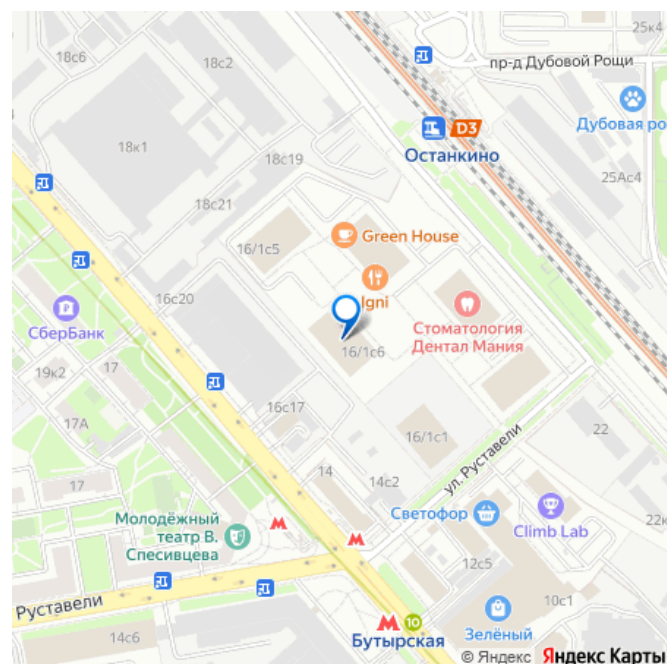 25к4
18с6
18с2
пр-д Дубовой Рощи
D3
Дубовая ро
Останкино
18к1
18с19
25Ас4
18с21
Green House
16/1с5
Igni
16с20
СберБанк
Стоматология
Дентал Мания
16/1с6
19к2
17А
16с17
16/1с1
22
ул. Руставели
14
17
14с2
Светофор
Climb Lab
22к
Молодёжный
театр В.
Спесивцева
12с5
10с1
Руставели
10
Бутырская
Зелёный
14с6
© Яндекс Яндекс Карты